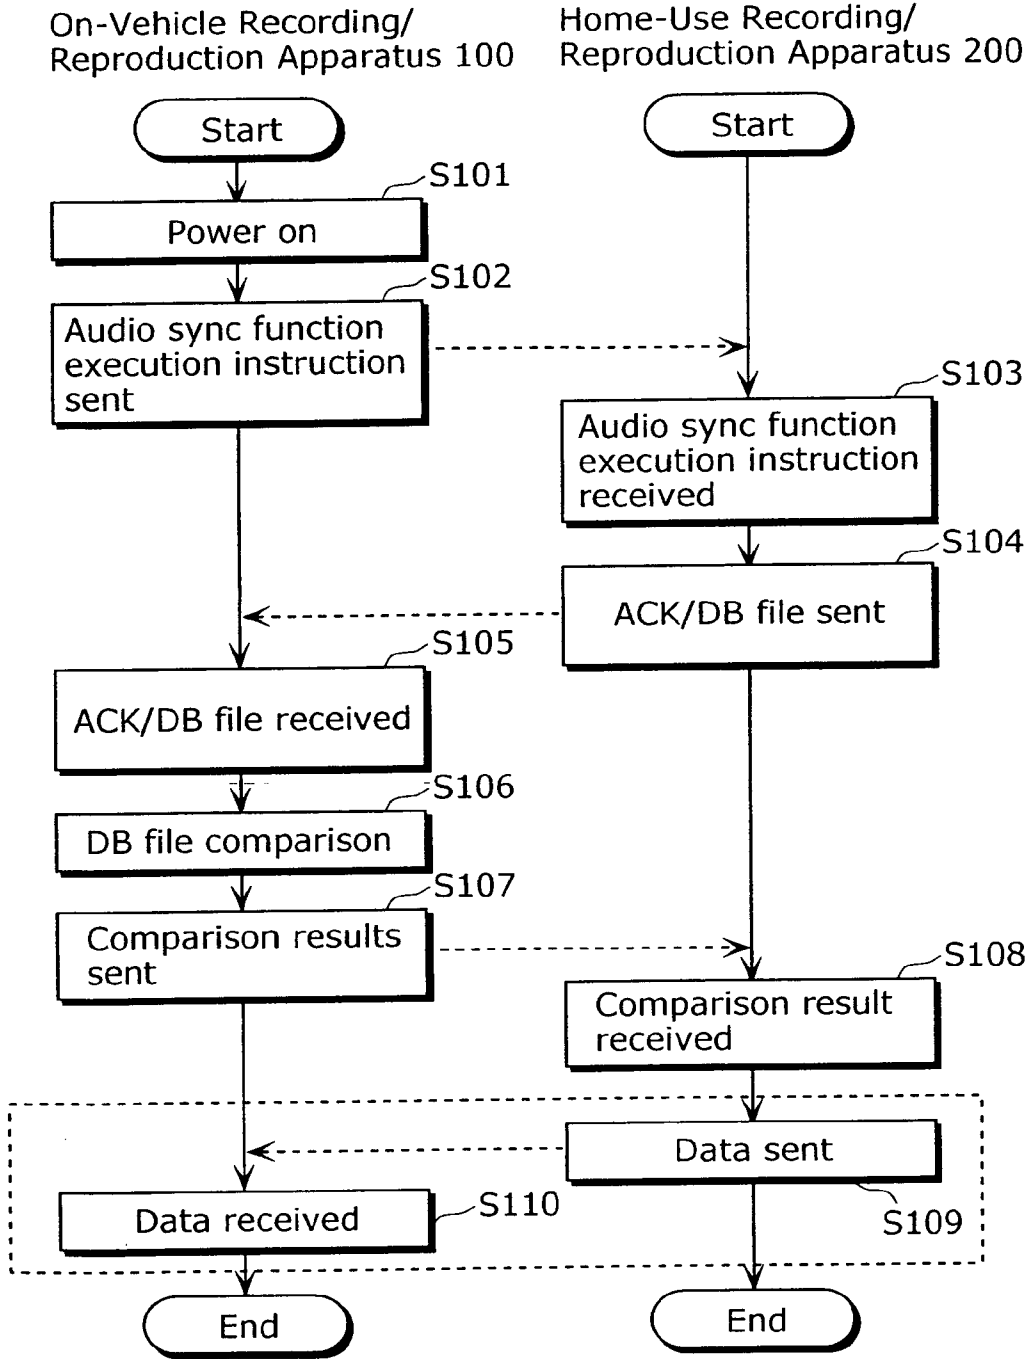 On-Vehicle Recording/
Reproduction Apparatus 100
Home-Use Recording/
Reproduction Apparatus 200
Start
Start
S101
Power on
S102
Audio sync function
execution instruction
sent
S103
Audio sync function
execution instruction
received
S104
ACK/DB file sent
S105
ACK/DB file received
S106
DB file comparison
S107
Comparison results
sent
S108
Comparison result
received
Data sent
S109
Data received
S110
End
End